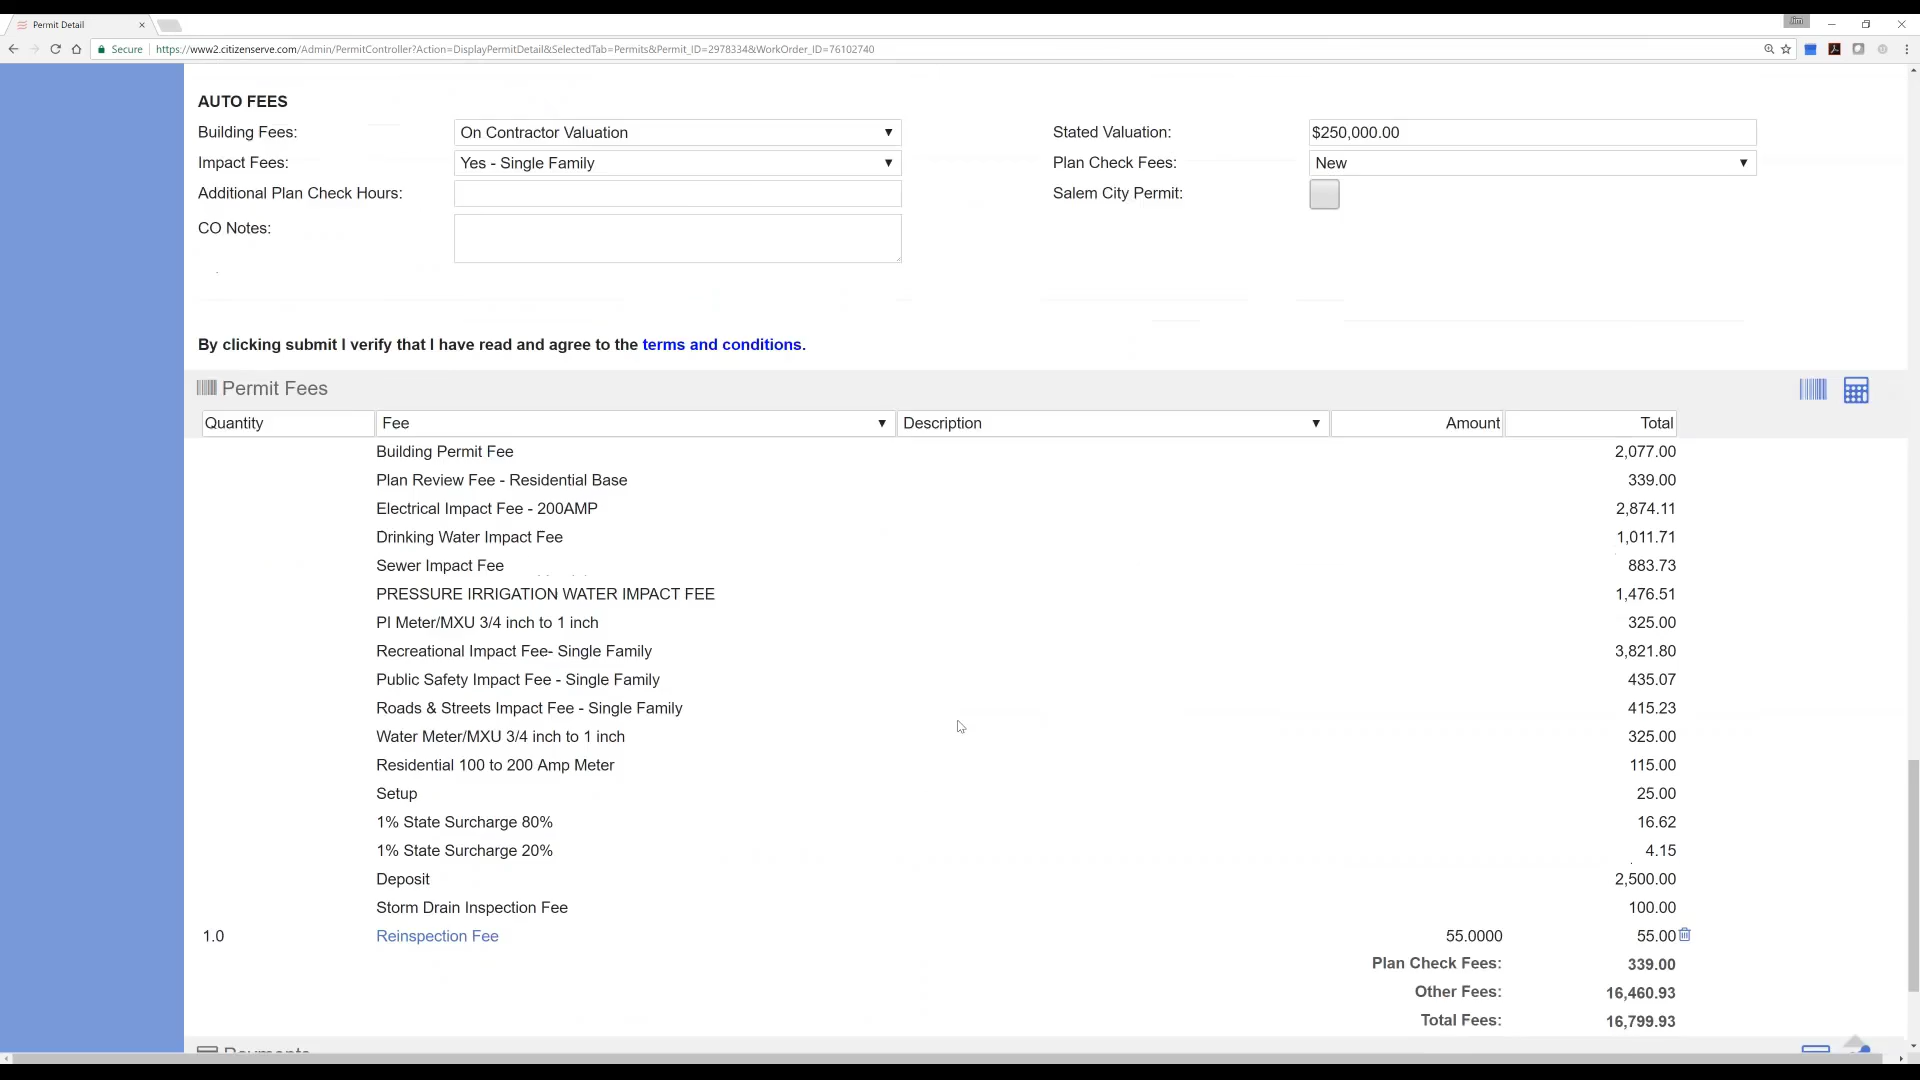 Permit Detail
Jim
Secure https://www2.citizenserve.com/Admin/PermitController?Action=DisplayPermitDetail&SelectedTab=Permits&Permit_ID=2978334&WorkOrder_ID=76102740
AUTO FEES
Building Fees: On Contractor Valuation Stated Valuation: $250,000.00
Impact Fees: Yes - Single Family Plan Check Fees: New
Additional Plan Check Hours: Salem City Permit:
CO Notes:
By clicking submit I verify that I have read and agree to the terms and conditions.
Permit Fees
Quantity Fee Description Amount Total
Building Permit Fee 2,077.00
Plan Review Fee - Residential Base 339.00
Electrical Impact Fee - 200AMP 2,874.11
Drinking Water Impact Fee 1,011.71
Sewer Impact Fee 883.73
PRESSURE IRRIGATION WATER IMPACT FEE 1,476.51
PI Meter/MXU 3/4 inch to 1 inch 325.00
Recreational Impact Fee- Single Family 3,821.80
Public Safety Impact Fee - Single Family 435.07
Roads & Streets Impact Fee - Single Family 415.23
Water Meter/MXU 3/4 inch to 1 inch 325.00
Residential 100 to 200 Amp Meter 115.00
Setup 25.00
1% State Surcharge 80% 16.62
1% State Surcharge 20% 4.15
Deposit 2,500.00
Storm Drain Inspection Fee 100.00
1.0 Reinspection Fee 55.0000 55.00
Plan Check Fees: 339.00
Other Fees: 16,460.93
Total Fees: 16,799.93
Payments